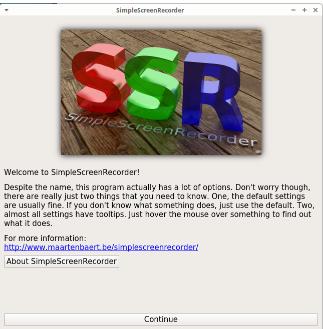 SimpleScreenRecorder
SSR
SimpleScreenRecorder
Welcome to SimpleScreenRecorder!
Despite the name, this program actually has a lot of options. Don't worry though,
there are really just two things that you need to know. One, the default settings
are usually fine. If you don't know what something does, just use the default. Two,
almost all settings have tooltips. Just hover the mouse over something to find out
what it does.
For more information:
http://www.maartenbaert.be/simplescreenrecorder/
About SimpleScreenRecorder
Continue